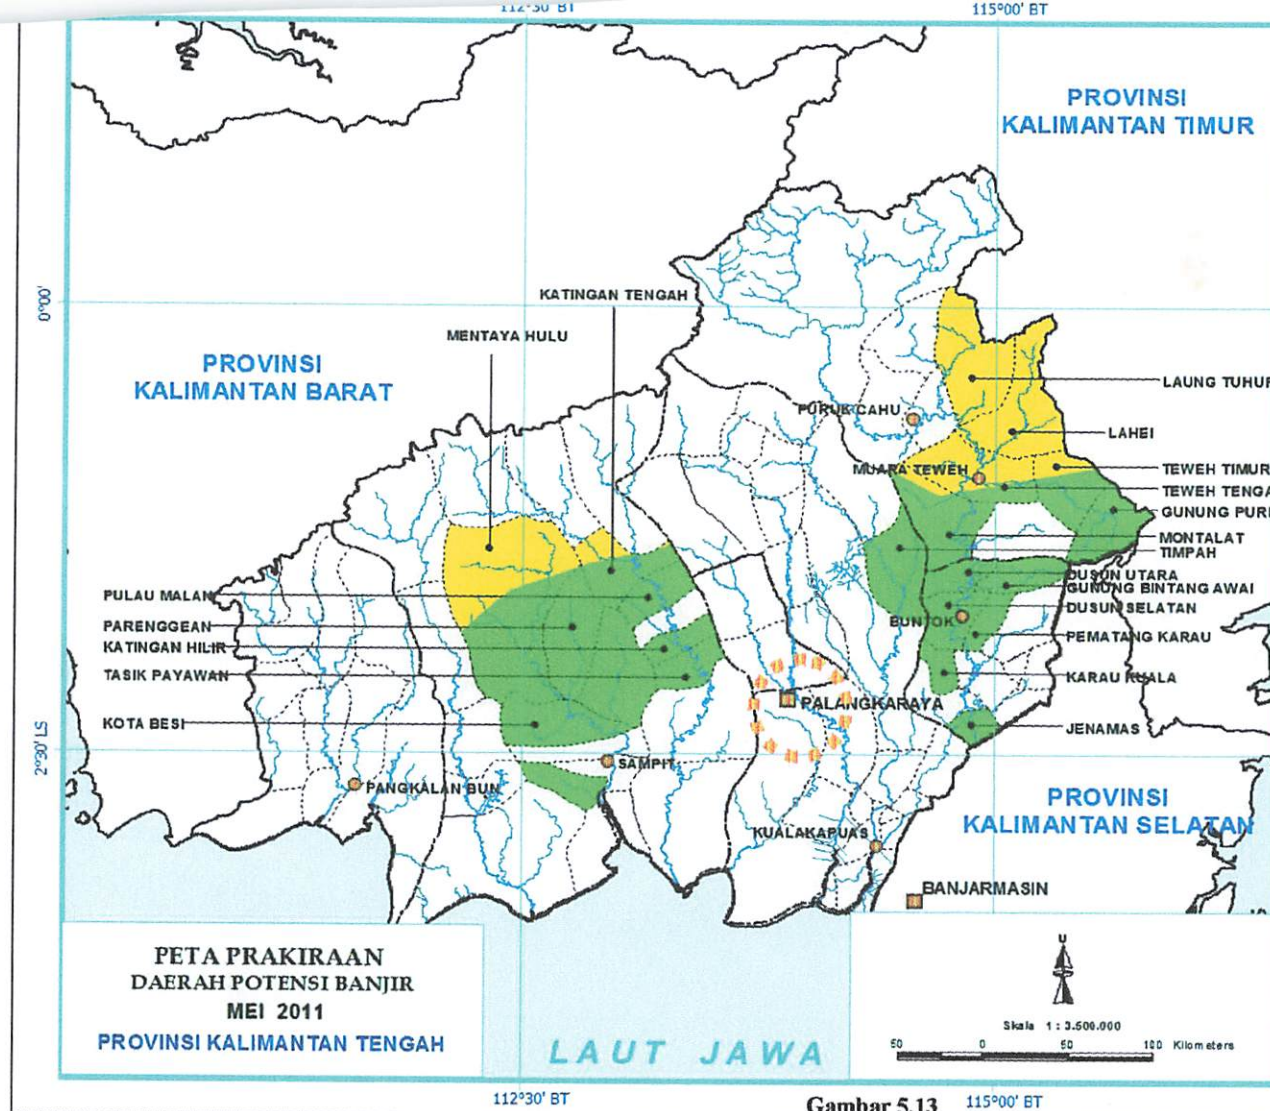 112°30' BT
115°00' BT
PROVINSI
KALIMANTAN TIMUR
0°00'
KATINGAN TENGAH
MENTAYA HULU
PROVINSI
KALIMANTAN BARAT
LAUNG TUHUP
PURUK CAHU
LAHEI
MUARA TEWEH
TEWEH TIMUR
TEWEH TENGA
GUNUNG PURE
MONTALAT
TIMPAH
DUSUN UTARA
GUNUNG BINTANG AWAI
DUSUN SELATAN
BUNTOK
PEMATANG KARAU
KARAU KUALA
JENAMAS
PULAU MALAN
PARENGGEAN
KATINGAN HILIR
TASIK PAYAWAN
KOTA BESI
PALANGKARAYA
2°30' LS
SAMPIT
PANGKALAN BUN
KUALAKAPUAS
PROVINSI
KALIMANTAN SELATAN
BANJARMASIN
PETA PRAKIRAAN
DAERAH POTENSI BANJIR
MEI 2011
PROVINSI KALIMANTAN TENGAH
LAUT JAWA
U
Skala 1 : 3.500.000
50 0 50 100 Kilometers
112°30' BT
Gambar 5.13
115°00' BT